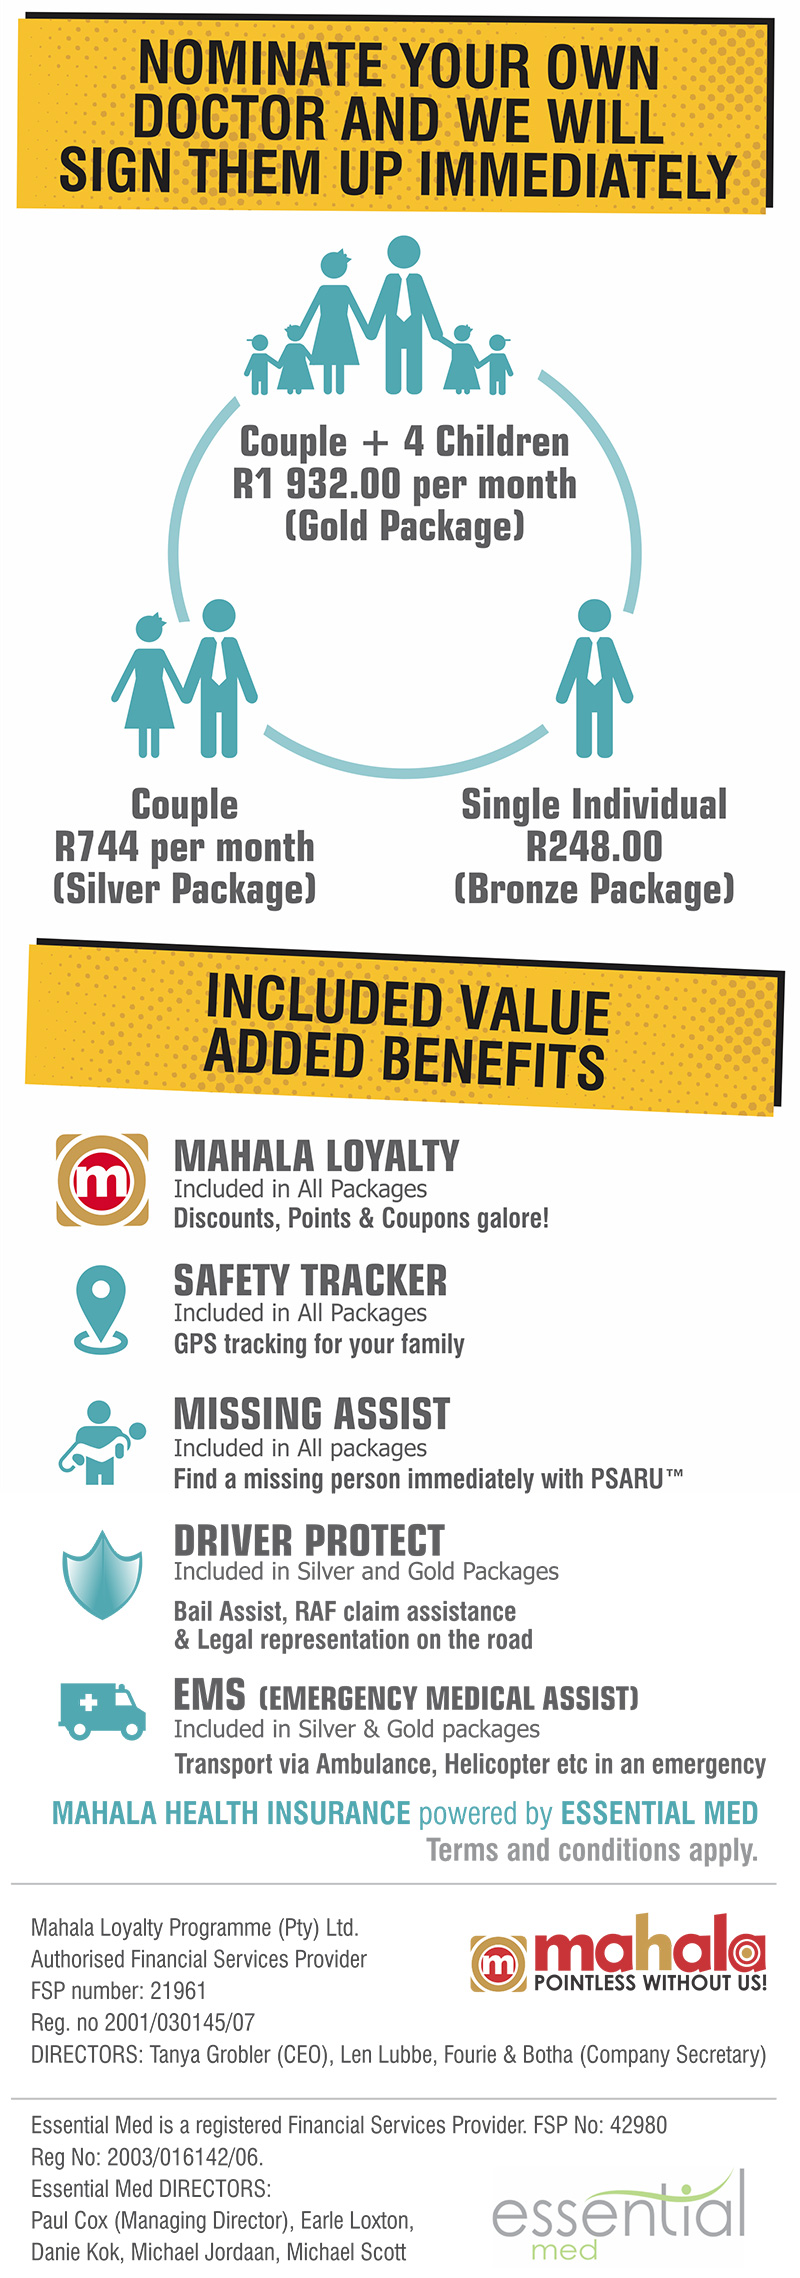 NOMINATE YOUR OWN
DOCTOR AND WE WILL
SIGN THEM UP IMMEDIATELY
Couple + 4 Children
R1 932.00 per month
(Gold Package)
Couple
R744 per month
(Silver Package)
Single Individual
R248.00
(Bronze Package)
INCLUDED VALUE
ADDED BENEFITS
m
MAHALA LOYALTY
Included in All Packages
Discounts, Points & Coupons galore!
SAFETY TRACKER
Included in All Packages
GPS tracking for your family
MISSING ASSIST
Included in All packages
Find a missing person immediately with PSARU™
DRIVER PROTECT
Included in Silver and Gold Packages
Bail Assist, RAF claim assistance
& Legal representation on the road
EMS (EMERGENCY MEDICAL ASSIST)
Included in Silver & Gold packages
Transport via Ambulance, Helicopter etc in an emergency
MAHALA HEALTH INSURANCE powered by ESSENTIAL MED
Terms and conditions apply.
Mahala Loyalty Programme (Pty) Ltd.
Authorised Financial Services Provider
FSP number: 21961
Reg. no 2001/030145/07
DIRECTORS: Tanya Grobler (CEO), Len Lubbe, Fourie & Botha (Company Secretary)
m mahala
POINTLESS WITHOUT US!
Essential Med is a registered Financial Services Provider. FSP No: 42980
Reg No: 2003/016142/06.
Essential Med DIRECTORS:
Paul Cox (Managing Director), Earle Loxton,
Danie Kok, Michael Jordaan, Michael Scott
essential
med